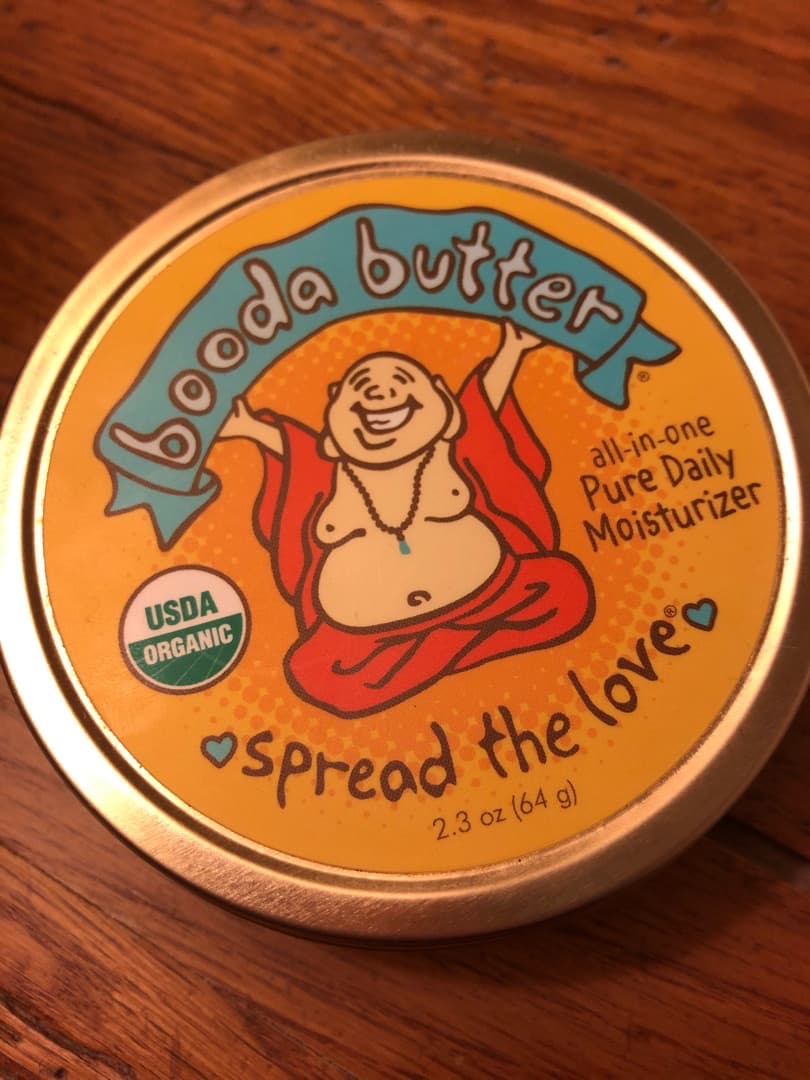 booda butter
®
all-in-one
Pure Daily
Moisturizer
USDA
ORGANIC
spread the love®
2.3 oz (64 g)